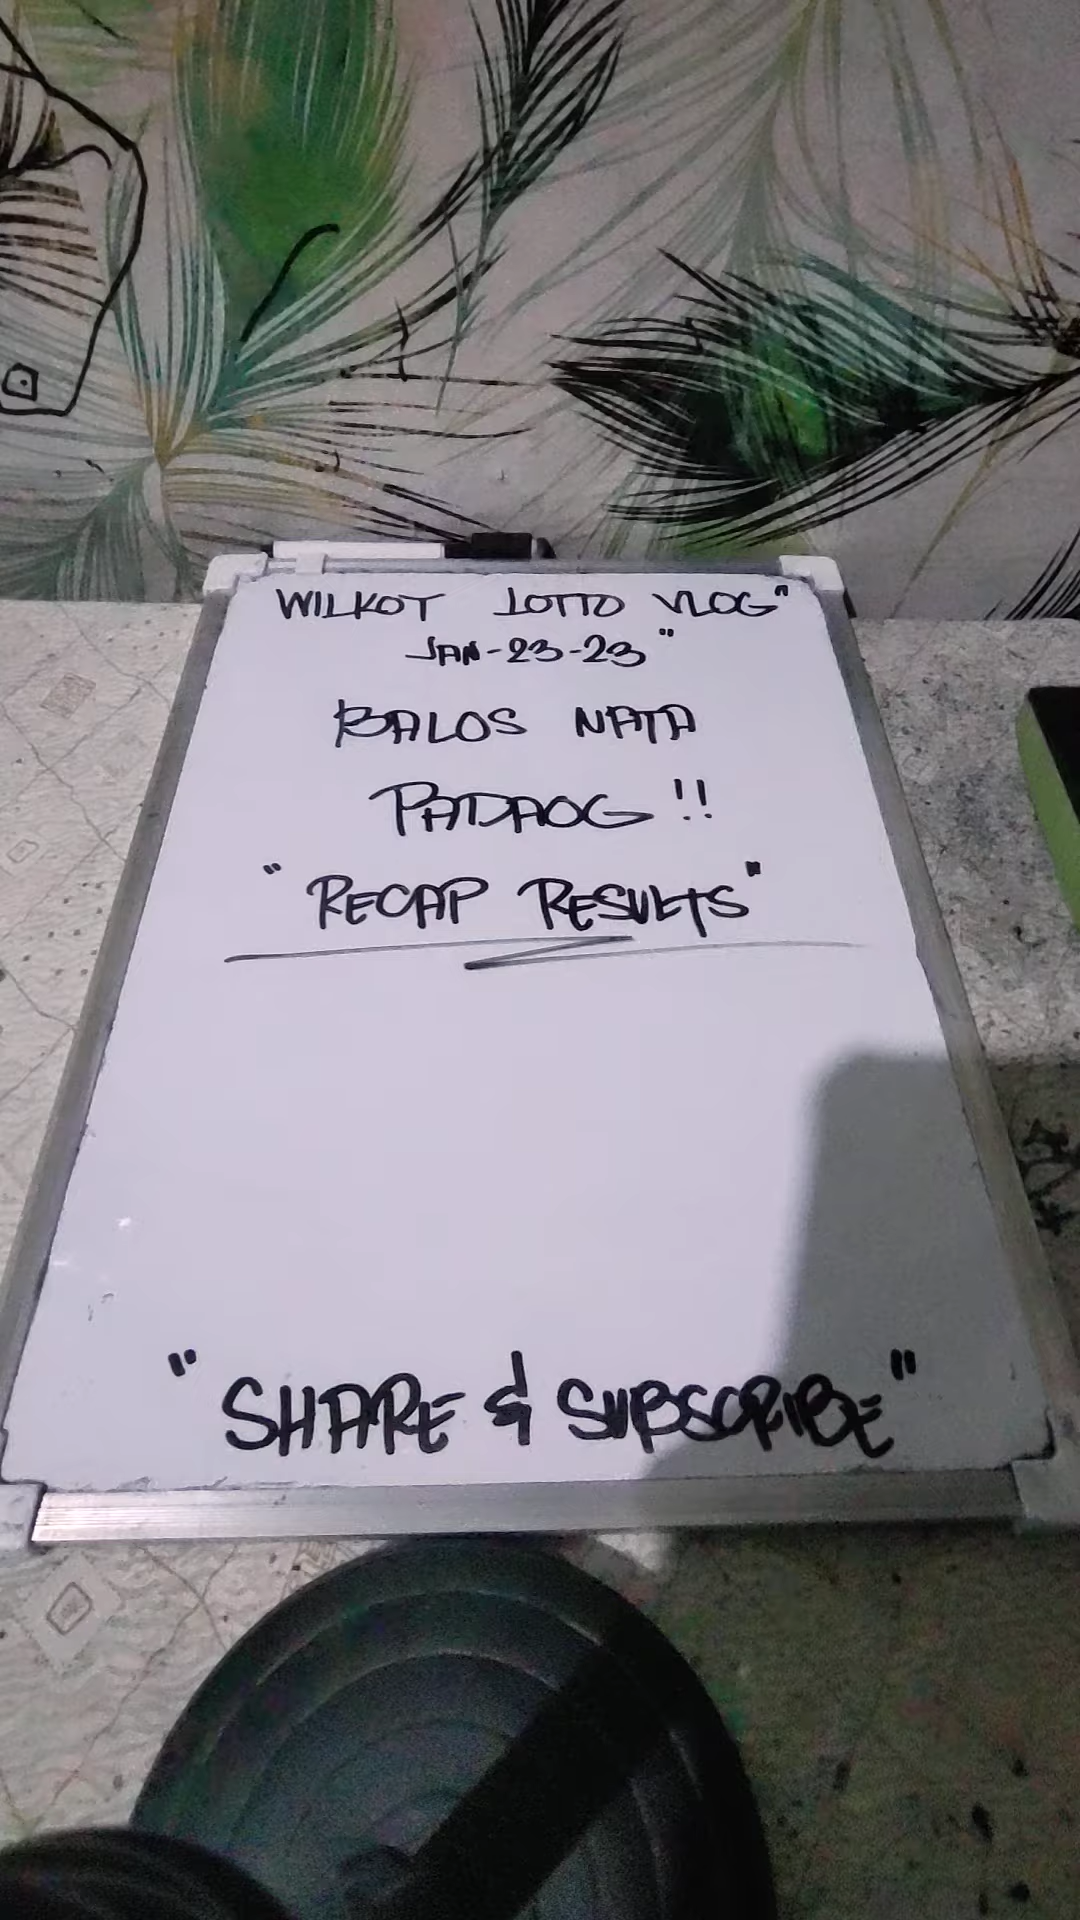 WILKOT LOTTO VLOG"
JAN-23-23"
BALOS NATA
PADAOG!!
"RECAP RESULTS"
"SHARE & SUBSCRIBE"